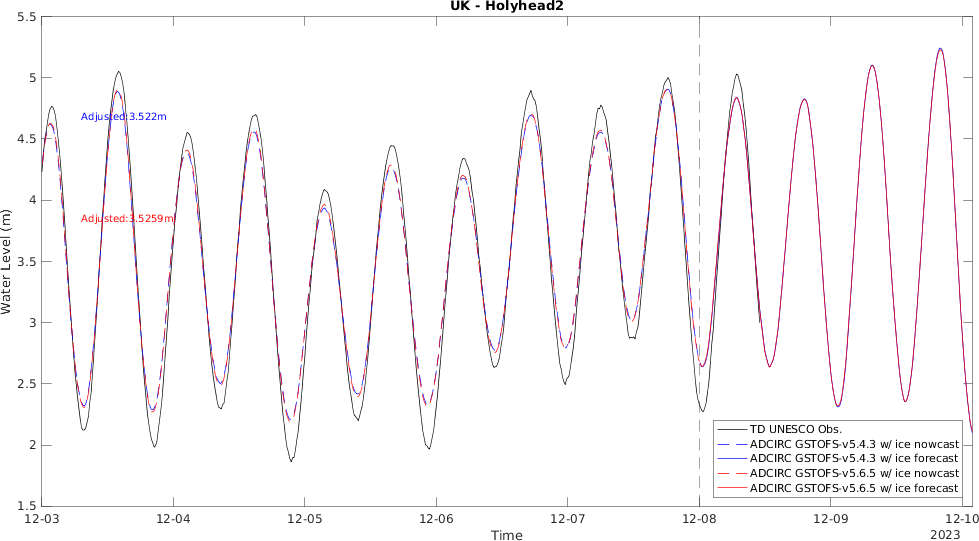 UK - Holyhead2
5.5
5
4.5
4
3.5
3
2.5
2
1.5
Water Level (m)
Adjusted:3.522m
Adjusted:3.5259m
TD UNESCO Obs.
ADCIRC GSTOFS-v5.4.3 w/ ice nowcast
ADCIRC GSTOFS-v5.4.3 w/ ice forecast
ADCIRC GSTOFS-v5.6.5 w/ ice nowcast
ADCIRC GSTOFS-v5.6.5 w/ ice forecast
12-03 12-04 12-05 12-06 12-07 12-08 12-09 12-10
Time
2023